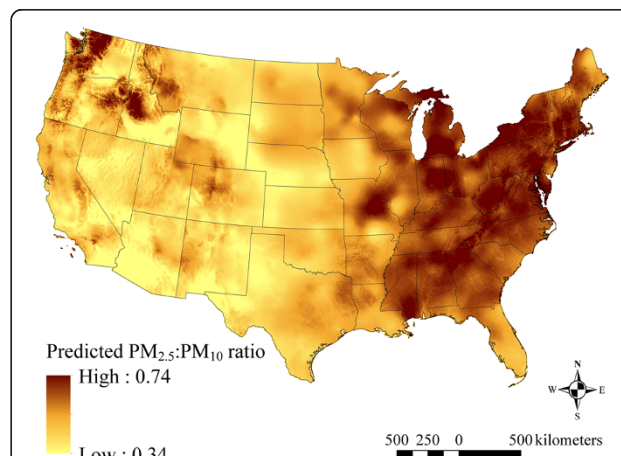 Predicted PM₂.₅:PM₁₀ ratio
High : 0.74
Low : 0.34
N
W E
S
500 250 0 500 kilometers